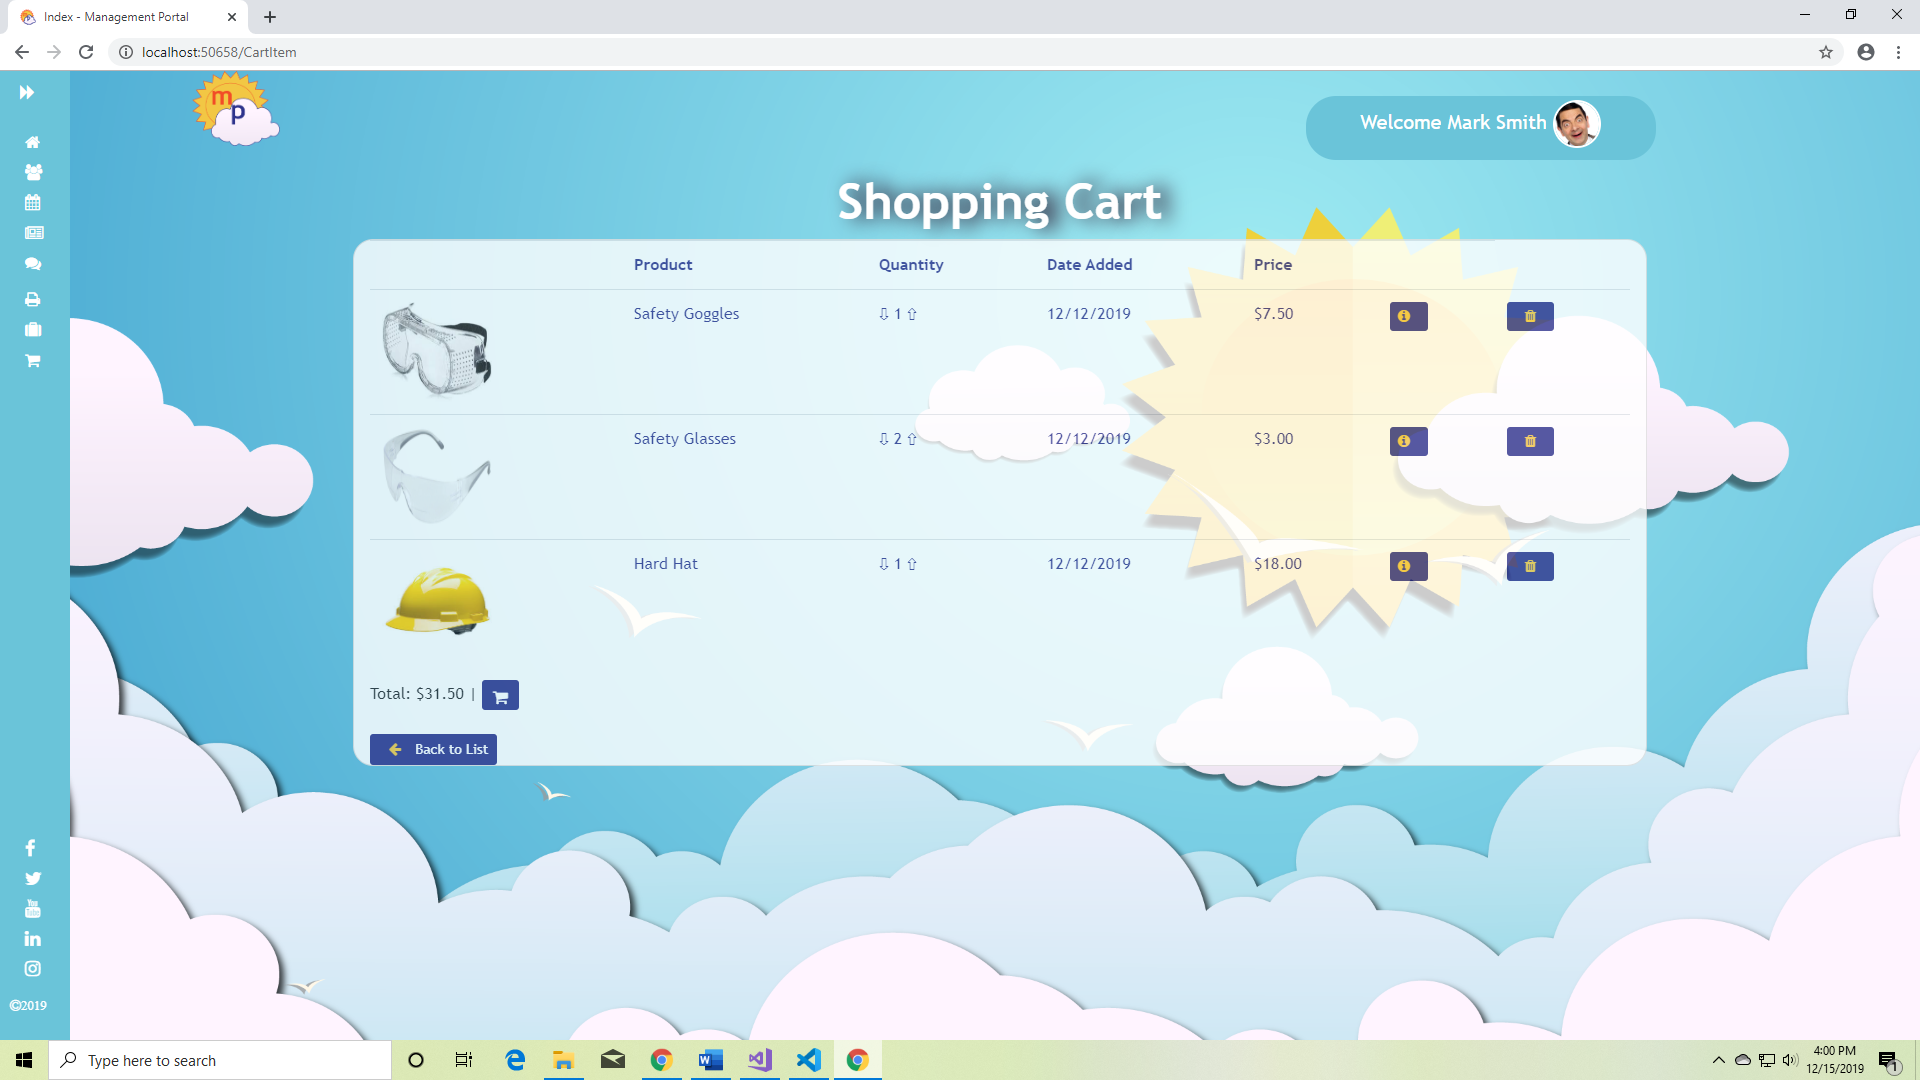 Index - Management Portal
localhost:50658/CartItem
mp
Welcome Mark Smith
Shopping Cart
Product Quantity Date Added Price
Safety Goggles ⇩ 1 ⇧ 12/12/2019 $7.50
Safety Glasses ⇩ 2 ⇧ 12/12/2019 $3.00
Hard Hat ⇩ 1 ⇧ 12/12/2019 $18.00
Total: $31.50 |
Back to List
You Tube
©2019
Type here to search
4:00 PM
12/15/2019
1